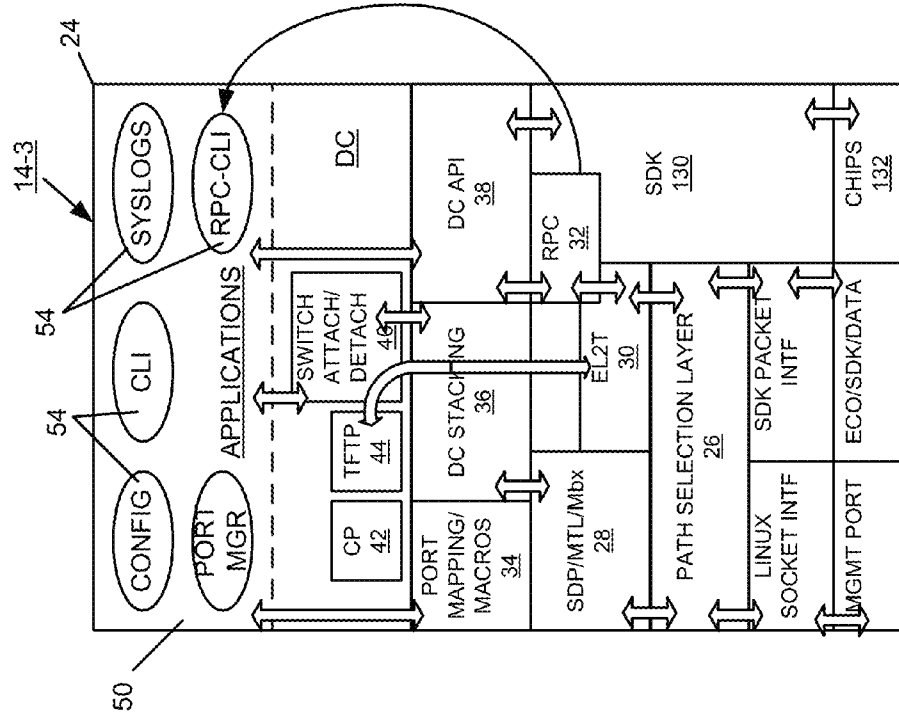 14-3
24
50
54
54
CONFIG
CLI
SYSLOGS
PORT
MGR
RPC-CLI
APPLICATIONS
CP
42
TFTP
44
SWITCH
ATTACH/
DETACH
DC
PORT
MAPPING/
MACROS
34
DC STACKING
36
DC API
38
SDP/MTL/Mbx
28
EL2T
30
RPC
32
SDK
130
PATH SELECTION LAYER
26
LINUX
SOCKET INTF
SDK PACKET
INTF
MGMT PORT
ECO/SDK/DATA
CHIPS
132